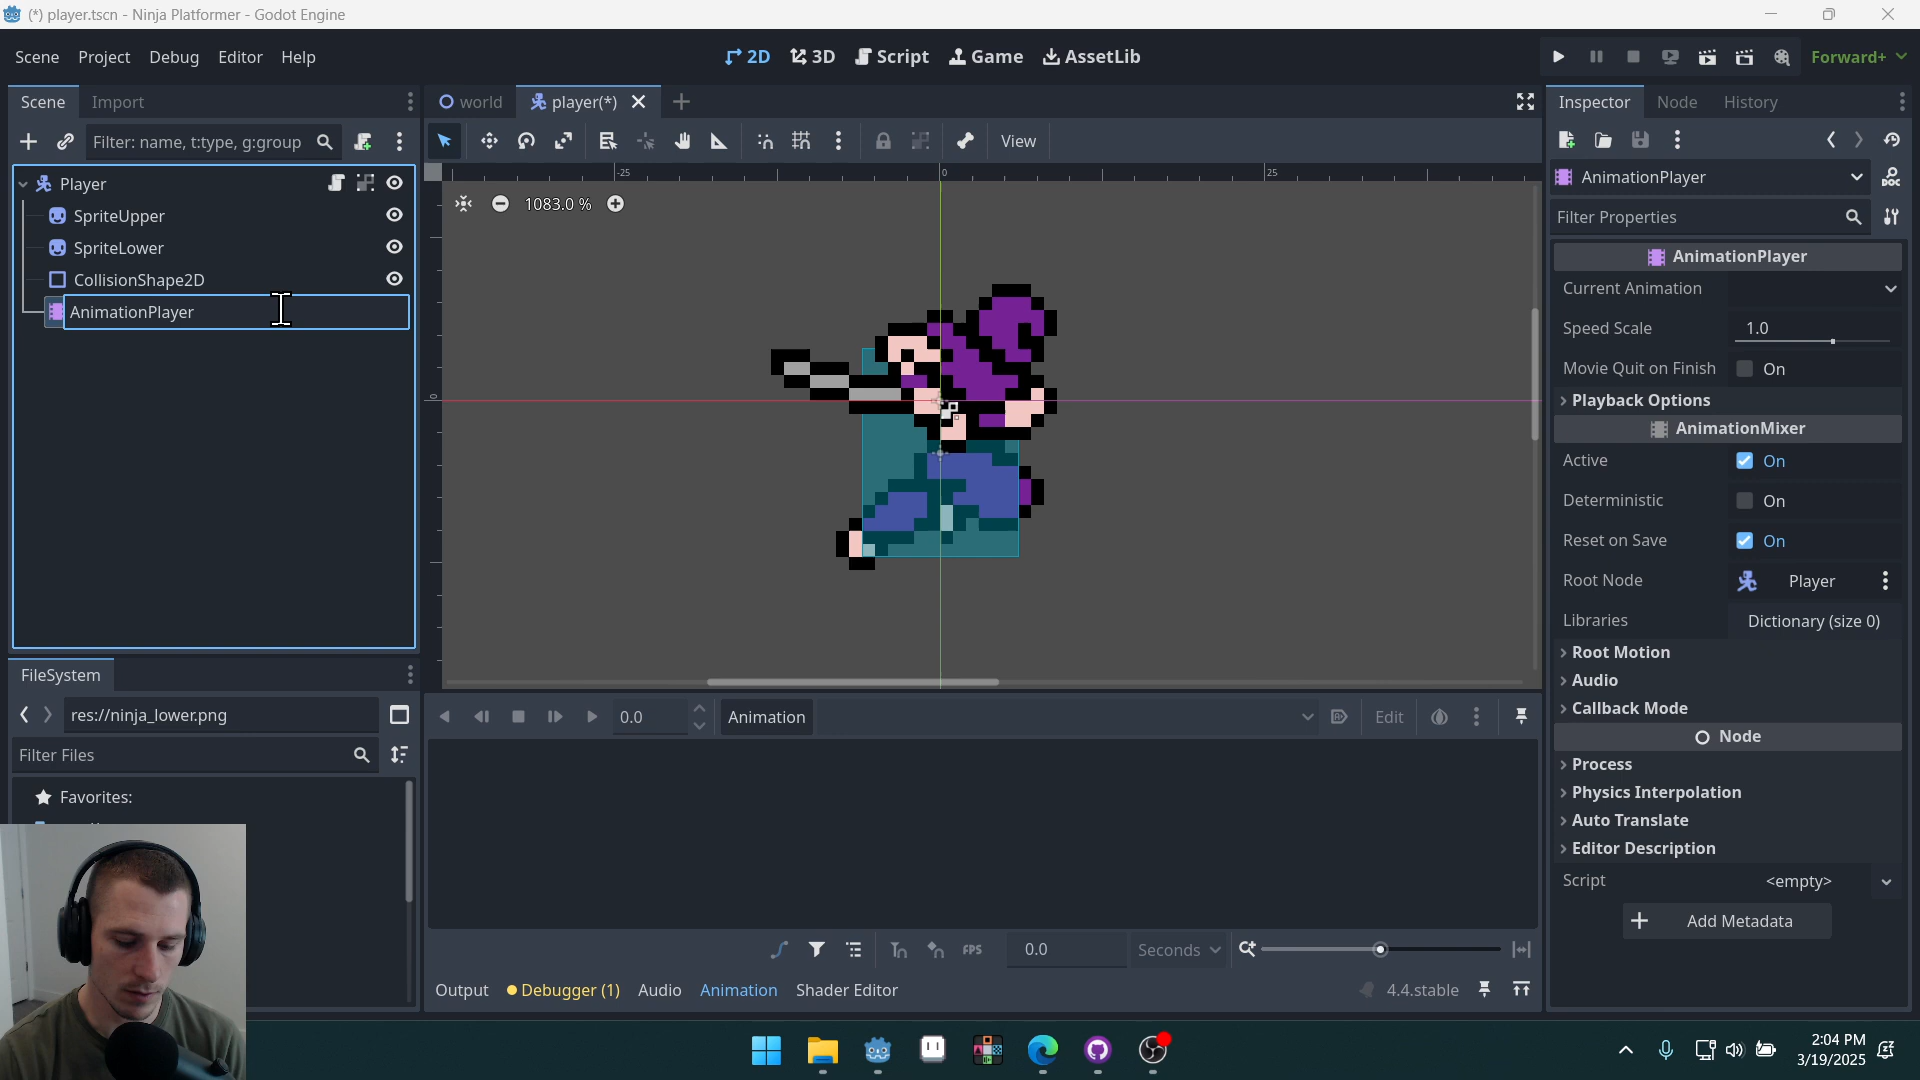 (*) player.tscn - Ninja Platformer - Godot Engine
Scene Project Debug Editor Help
2D 3D Script Game AssetLib
Forward+
Scene Import
world player(*)
Inspector Node History
Filter: name, t:type, g:group
View
Player
SpriteUpper
SpriteLower
CollisionShape2D
AnimationPlayer
-25 0 25
1083.0 %
0
AnimationPlayer
Filter Properties
AnimationPlayer
Current Animation
Speed Scale 1.0
Movie Quit on Finish On
Playback Options
AnimationMixer
Active On
Deterministic On
Reset on Save On
Root Node Player
Libraries Dictionary (size 0)
Root Motion
Audio
Callback Mode
Node
Process
Physics Interpolation
Auto Translate
Editor Description
Script <empty>
Add Metadata
FileSystem
res://ninja_lower.png
Filter Files
Favorites:
0.0 Animation Edit
FPS 0.0 Seconds
Output Debugger (1) Audio Animation Shader Editor 4.4.stable
2:04 PM
3/19/2025